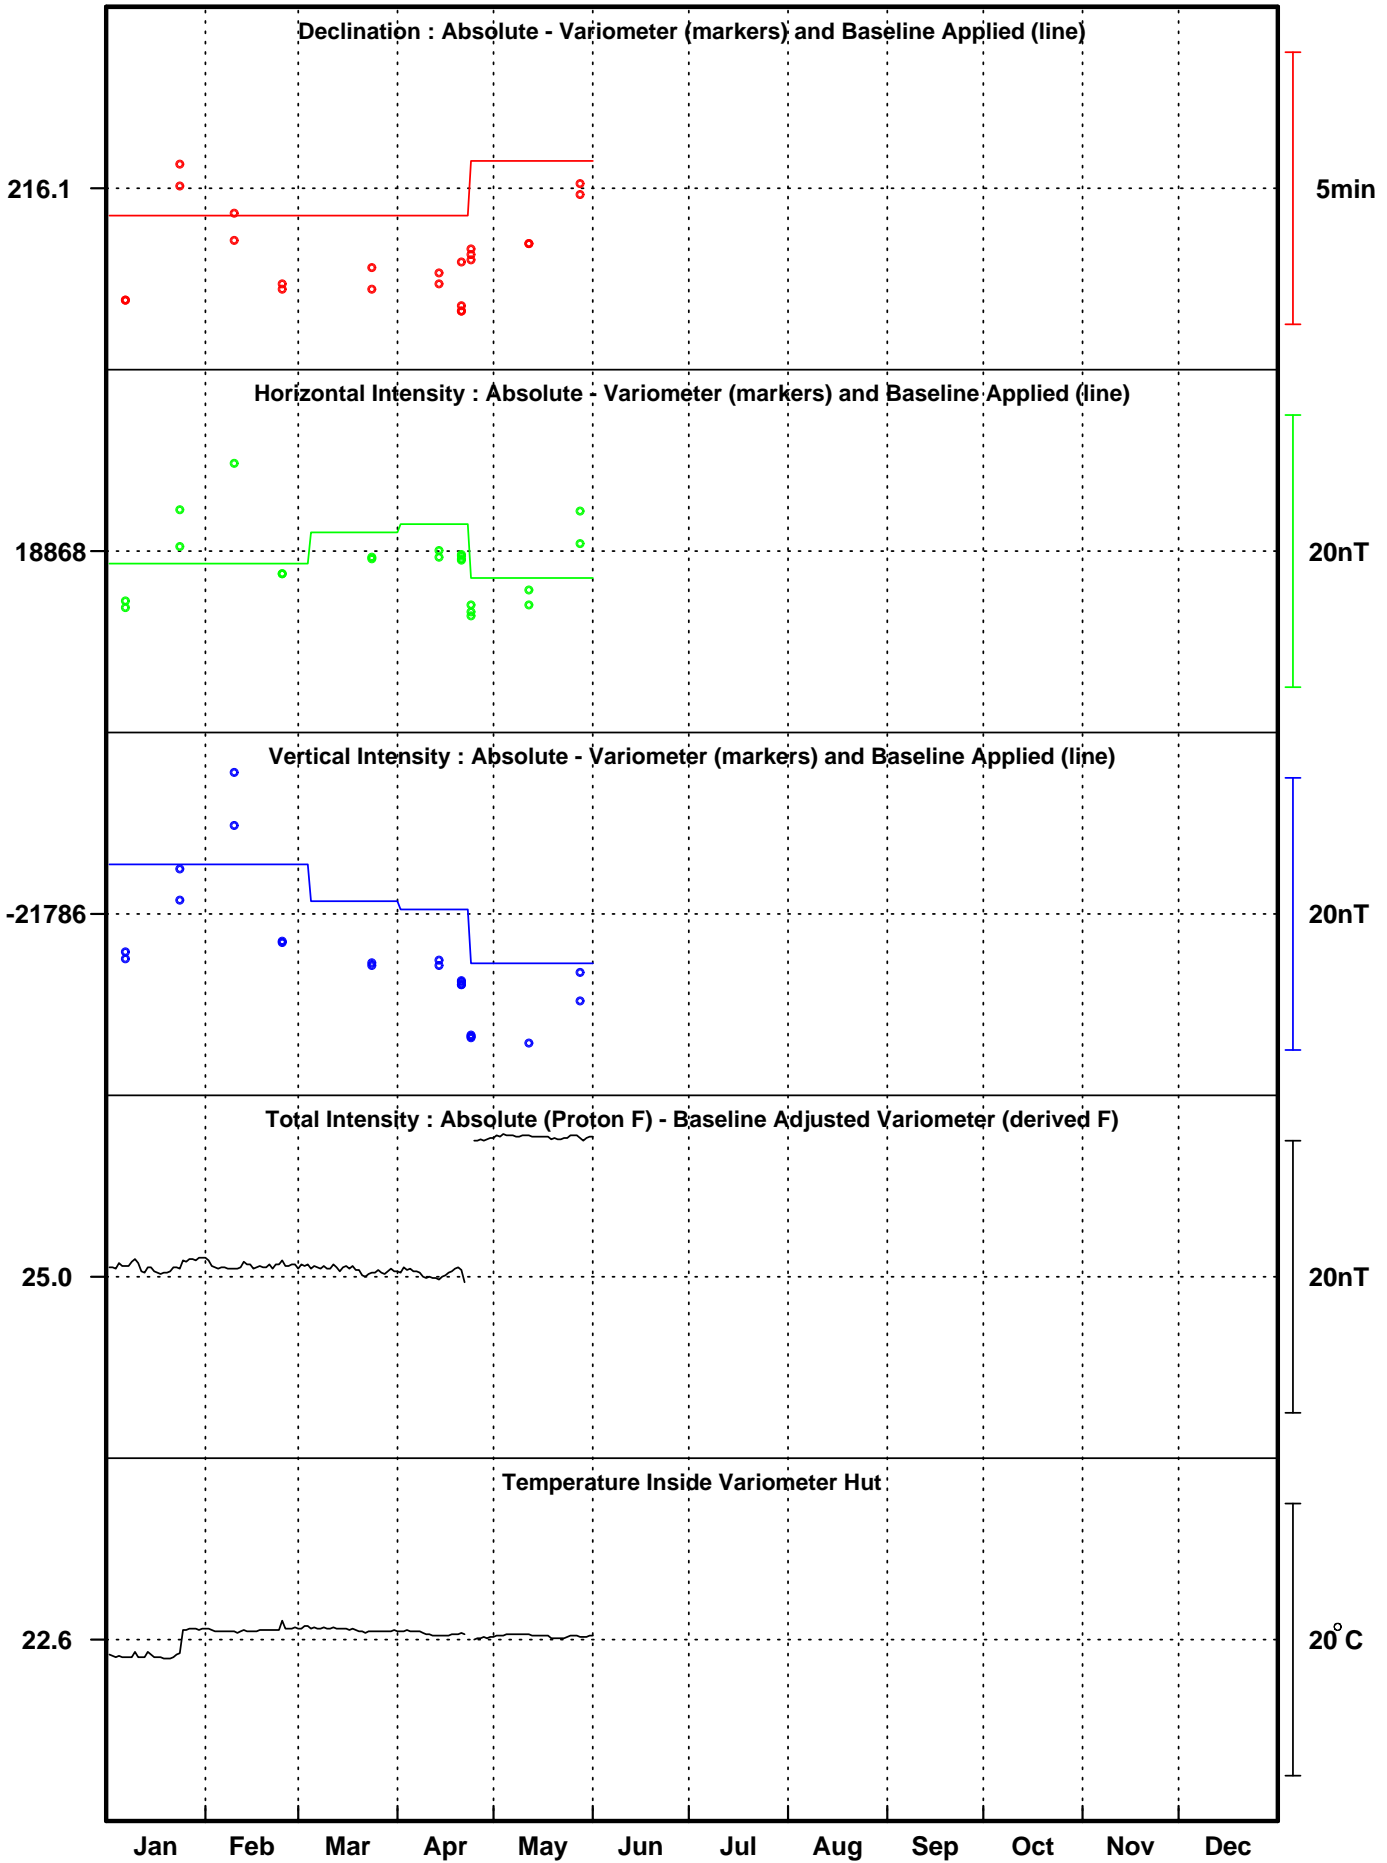 Declination : Absolute - Variometer (markers) and Baseline Applied (line)
216.1
5min
Horizontal Intensity : Absolute - Variometer (markers) and Baseline Applied (line)
18868
20nT
Vertical Intensity : Absolute - Variometer (markers) and Baseline Applied (line)
-21786
20nT
Total Intensity : Absolute (Proton F) - Baseline Adjusted Variometer (derived F)
25.0
20nT
Temperature Inside Variometer Hut
22.6
20°C
Jan Feb Mar Apr May Jun Jul Aug Sep Oct Nov Dec